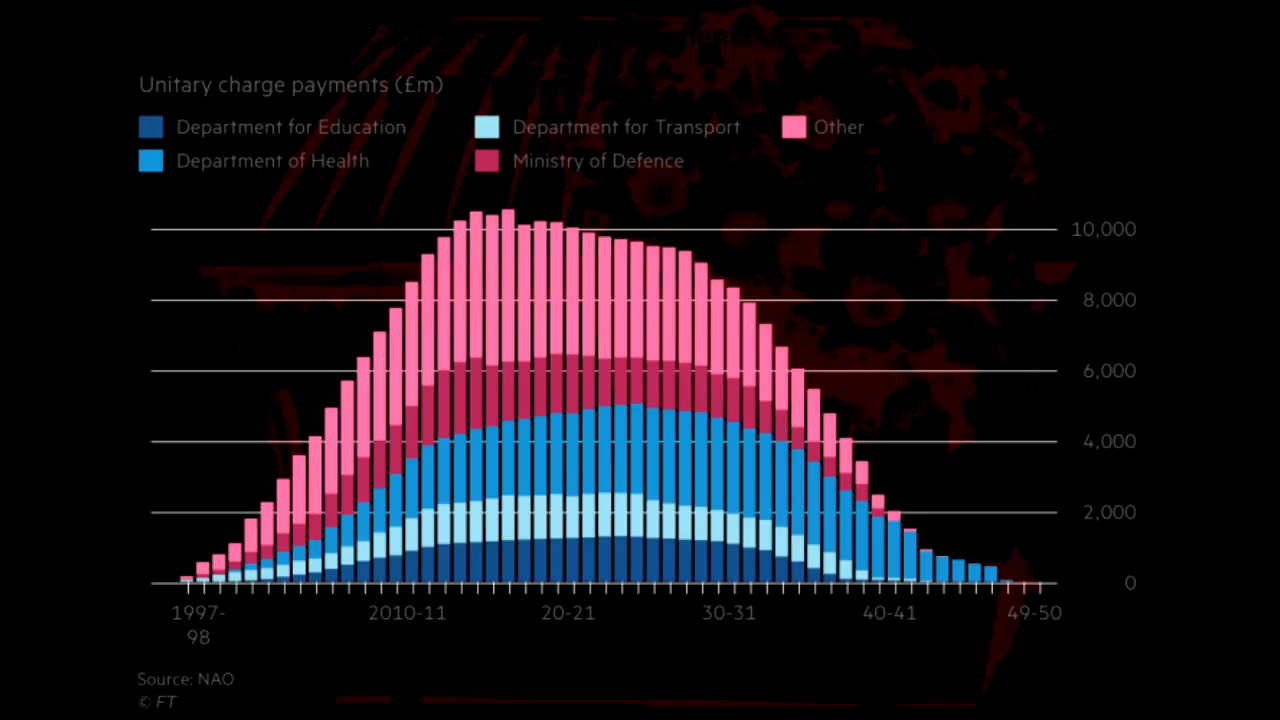 Unitary charge payments (£m)
Department for Education
Department for Transport
Other
Department of Health
Ministry of Defence
10,000
8,000
6,000
4,000
2,000
0
1997-
98
2010-11
20-21
30-31
40-41
49-50
Source: NAO
© FT